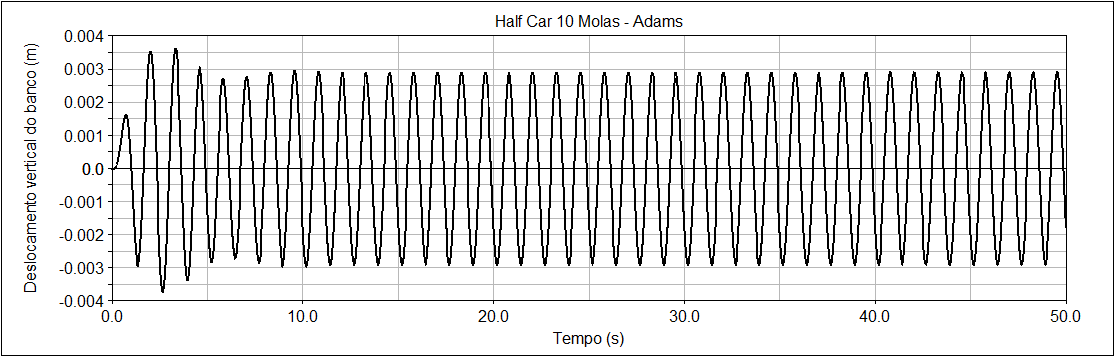 Half Car 10 Molas - Adams
Deslocamento vertical do banco (m)
0.004
0.003
0.002
0.001
0.0
-0.001
-0.002
-0.003
-0.004
0.0 10.0 20.0 30.0 40.0 50.0
Tempo (s)